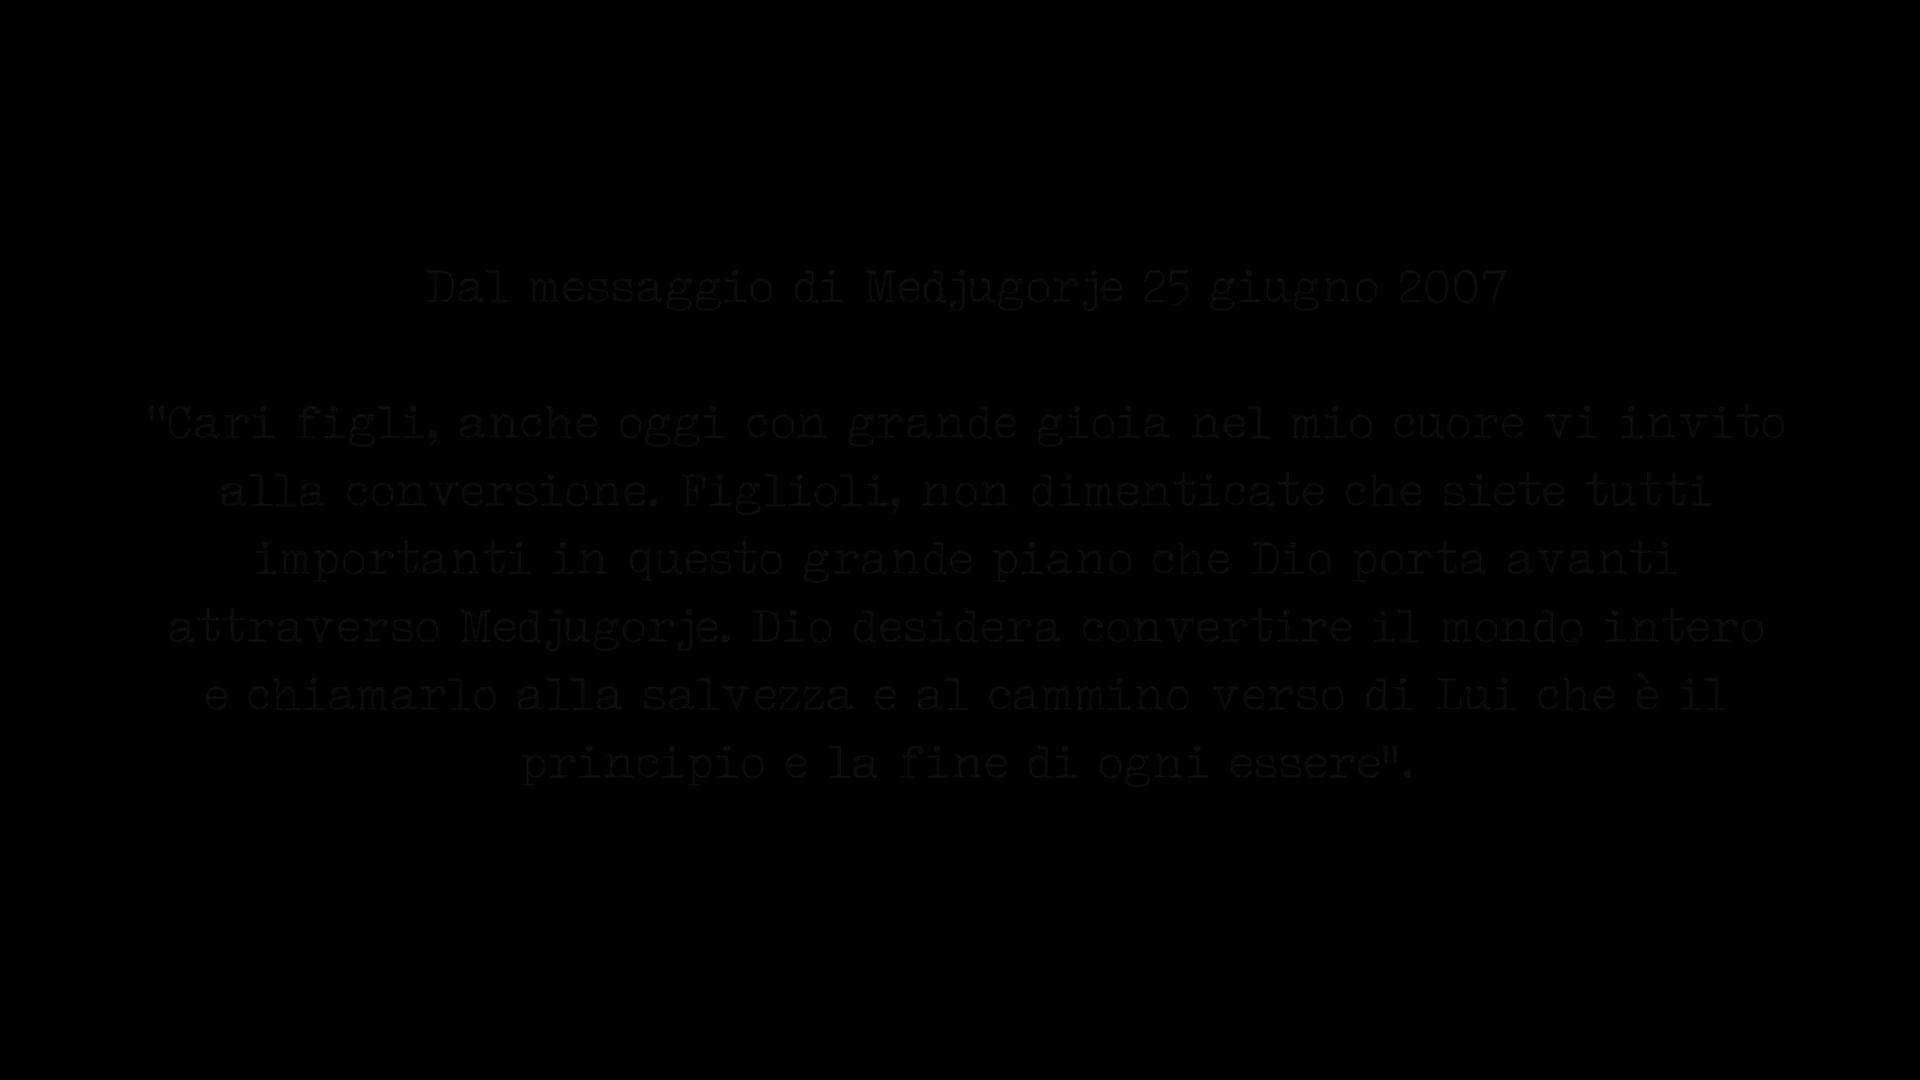 Dal messaggio di Medjugorje 25 giugno 2007
"Cari figli, anche oggi con grande gioia nel mio cuore vi invito
alla conversione. Figlioli, non dimenticate che siete tutti
importanti in questo grande piano che Dio porta avanti
attraverso Medjugorje. Dio desidera convertire il mondo intero
e chiamarlo alla salvezza e al cammino verso di Lui che è il
principio e la fine di ogni essere".